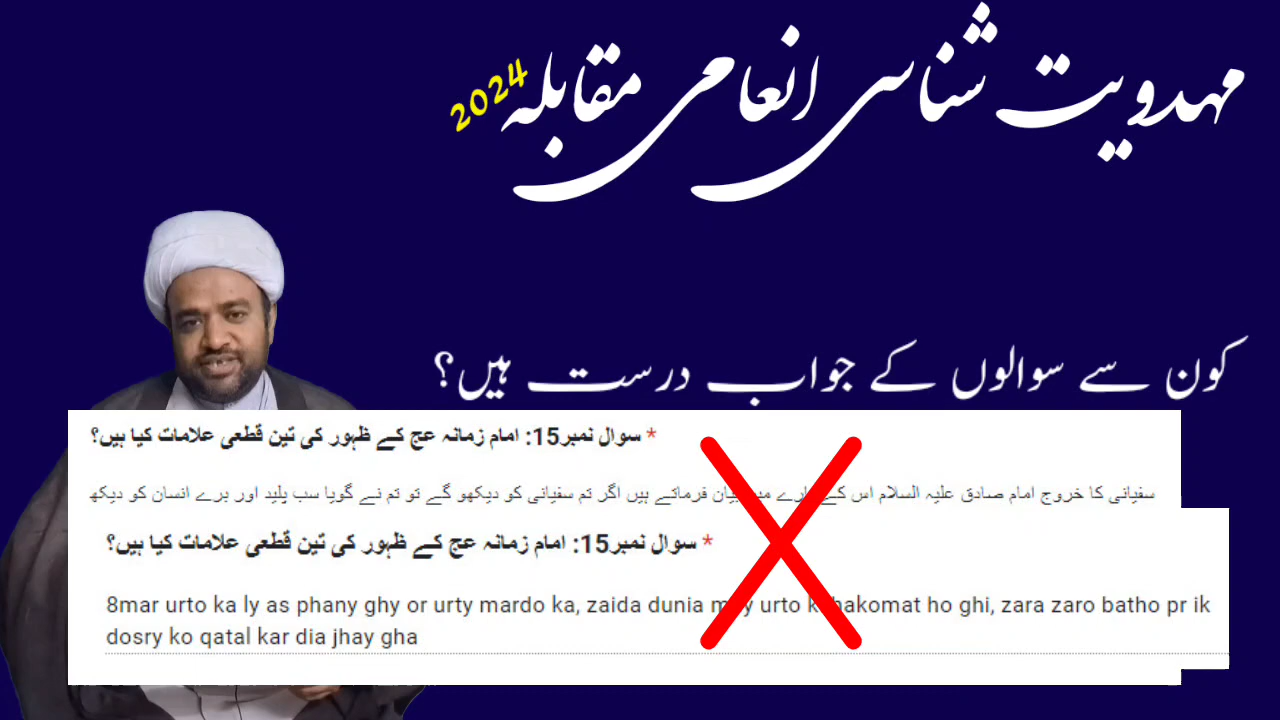 مہدویت شناسی انعامی مقابلہ 2024
کون سے سوالوں کے جواب درست ہیں؟
* سوال نمبر15: امام زمانہ عج کے ظہور کی تین قطعی علامات کیا ہیں؟
سفیانی کا خروج امام صادق علیہ السلام اس کے بارے میں بیان فرماتے ہیں اگر تم سفیانی کو دیکھو گے تو تم نے گویا سب پلید اور برے انسان کو دیکھ
* سوال نمبر15: امام زمانہ عج کے ظہور کی تین قطعی علامات کیا ہیں؟
8mar urto ka ly as phany ghy or urty mardo ka, zaida dunia urto hakomat ho ghi, zara zaro batho pr ik
dosry ko qatal kar dia jhay gha